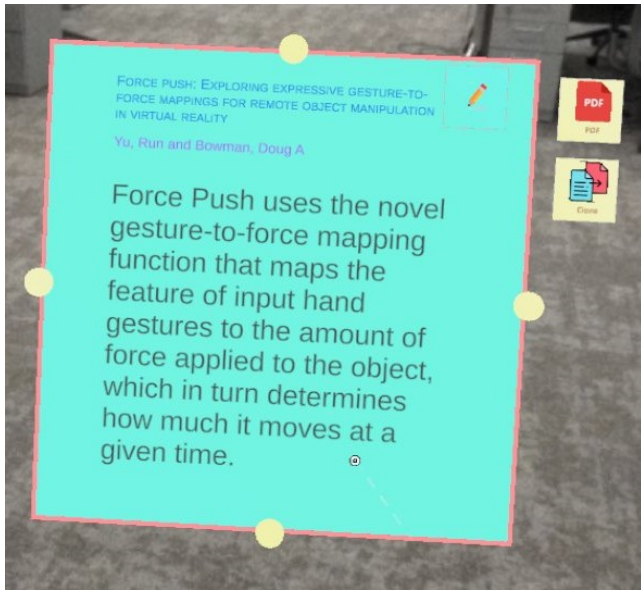 FORCE PUSH: EXPLORING EXPRESSIVE GESTURE-TO-
FORCE MAPPINGS FOR REMOTE OBJECT MANIPULATION
IN VIRTUAL REALITY
Yu, Run and Bowman, Doug A
Force Push uses the novel
gesture-to-force mapping
function that maps the
feature of input hand
gestures to the amount of
force applied to the object,
which in turn determines
how much it moves at a
given time.
PDF
PDF
Clone